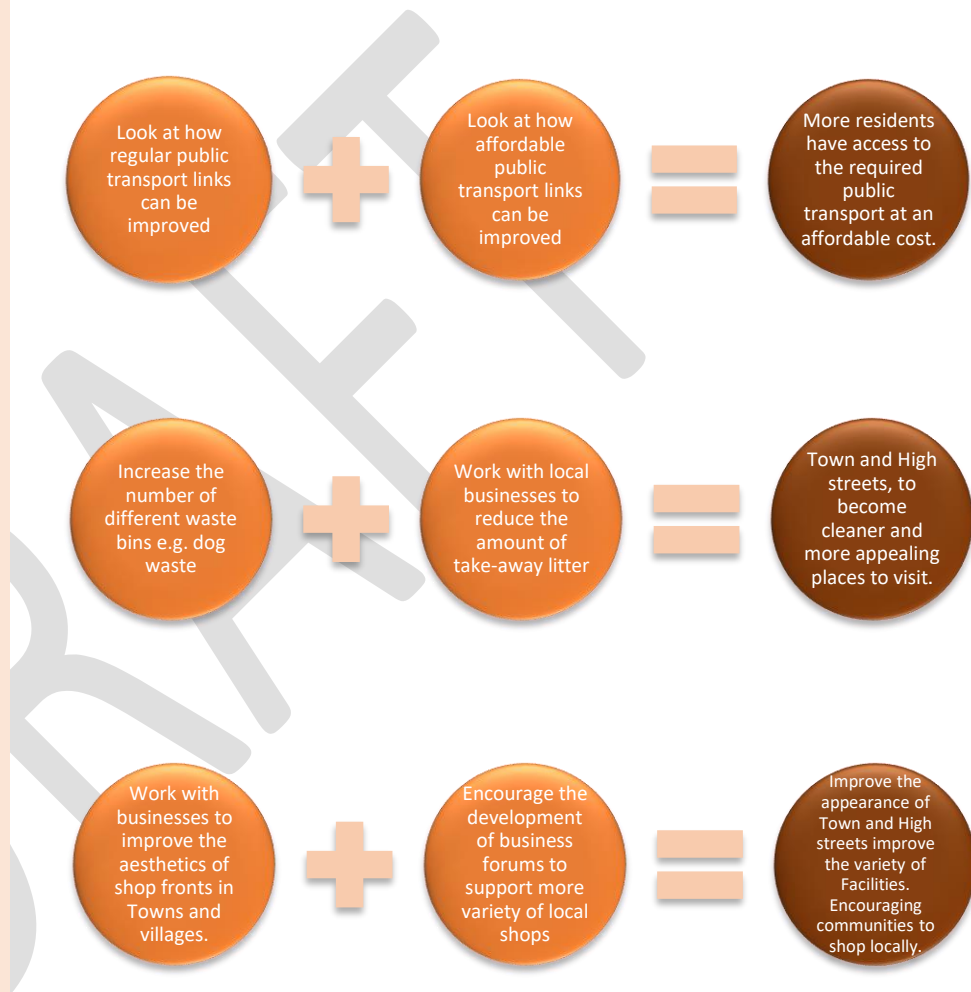 Look at how
regular public
transport links
can be
improved
Look at how
affordable
public
transport links
can be
improved
More residents
have access to
the required
public
transport at an
affordable cost.
Increase the
number of
different waste
bins e.g. dog
waste
Work with local
businesses to
reduce the
amount of
take-away litter
Town and High
streets, to
become
cleaner and
more appealing
places to visit.
Work with
businesses to
improve the
aesthetics of
shop fronts in
Towns and
villages.
Encourage the
development
of business
forums to
support more
variety of local
shops
Improve the
appearance of
Town and High
streets improve
the variety of
Facilities.
Encouraging
communities to
shop locally.
DRAFT